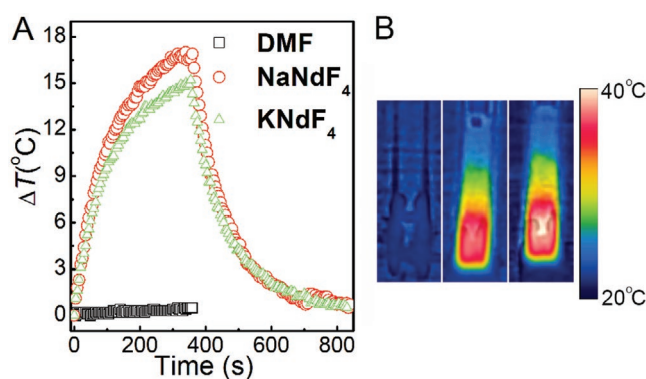 A
B
ΔT(°C)
18
15
12
9
6
3
0
DMF
NaNdF₄
KNdF₄
0 200 400 600 800
Time (s)
40°C
20°C